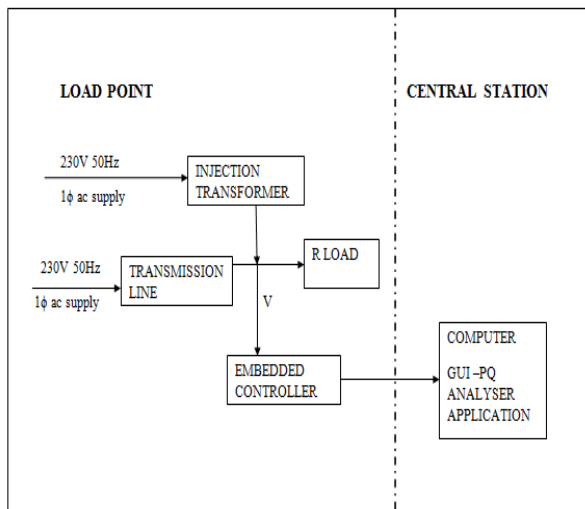 LOAD POINT
CENTRAL STATION
230V 50Hz
1ϕ ac supply
INJECTION
TRANSFORMER
230V 50Hz
1ϕ ac supply
TRANSMISSION
LINE
R LOAD
V
EMBEDDED
CONTROLLER
COMPUTER
GUI –PQ
ANALYSER
APPLICATION